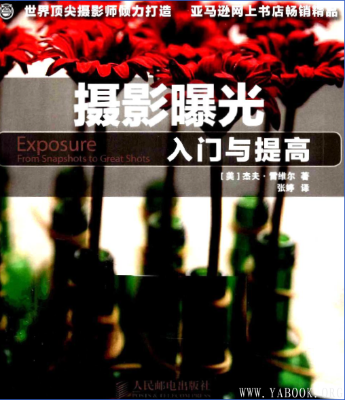 世界顶尖摄影师倾力打造 亚马逊网上书店畅销精品
摄影曝光
Exposure
From Snapshots to Great Shots
入门与提高
[美]杰夫·雷维尔 著
张婷 译
人民邮电出版社
WWW.YABOOK.ORG